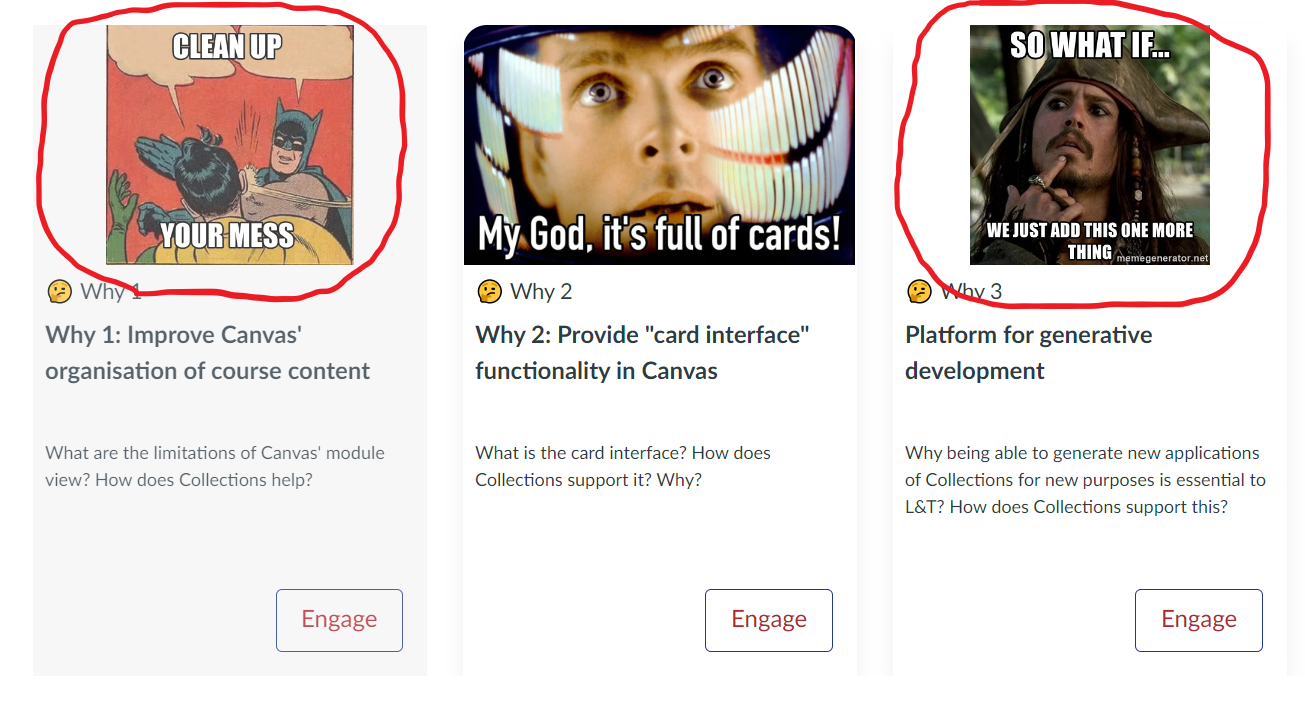 CLEAN UP
YOUR MESS
Why 1
Why 1: Improve Canvas'
organisation of course content
What are the limitations of Canvas' module
view? How does Collections help?
Engage
My God, it's full of cards!
Why 2
Why 2: Provide "card interface"
functionality in Canvas
What is the card interface? How does
Collections support it? Why?
Engage
SO WHAT IF...
WE JUST ADD THIS ONE MORE
THING
memegenerator.net
Why 3
Platform for generative
development
Why being able to generate new applications
of Collections for new purposes is essential to
L&T? How does Collections support this?
Engage